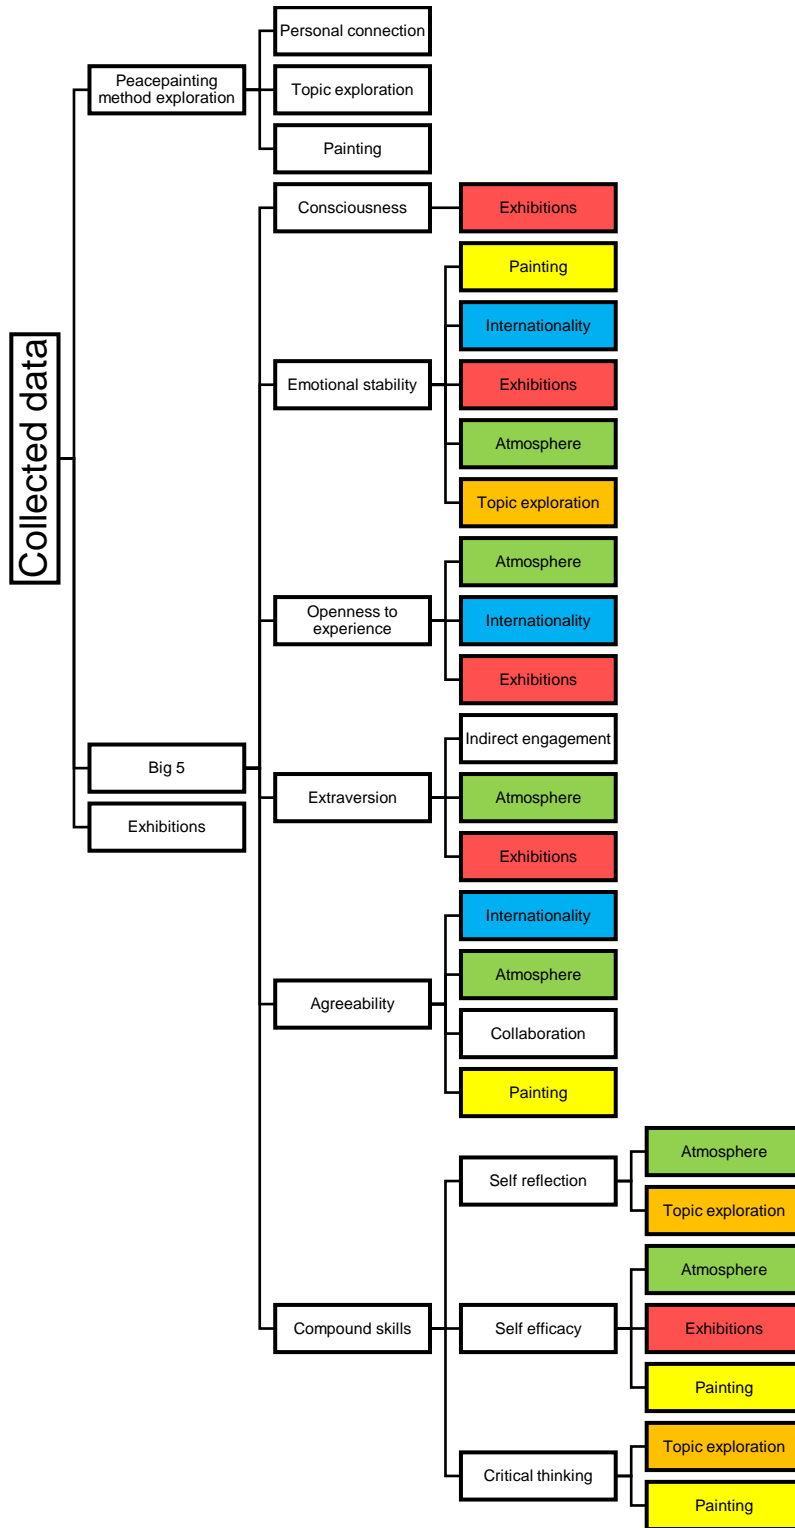 Collected data
Peacepainting
method exploration
Personal connection
Topic exploration
Painting
Big 5
Consciousness
Exhibitions
Emotional stability
Painting
Internationality
Exhibitions
Atmosphere
Topic exploration
Openness to
experience
Atmosphere
Internationality
Exhibitions
Extraversion
Indirect engagement
Atmosphere
Exhibitions
Agreeability
Internationality
Atmosphere
Collaboration
Painting
Compound skills
Self reflection
Atmosphere
Topic exploration
Self efficacy
Atmosphere
Exhibitions
Painting
Critical thinking
Topic exploration
Painting
Exhibitions